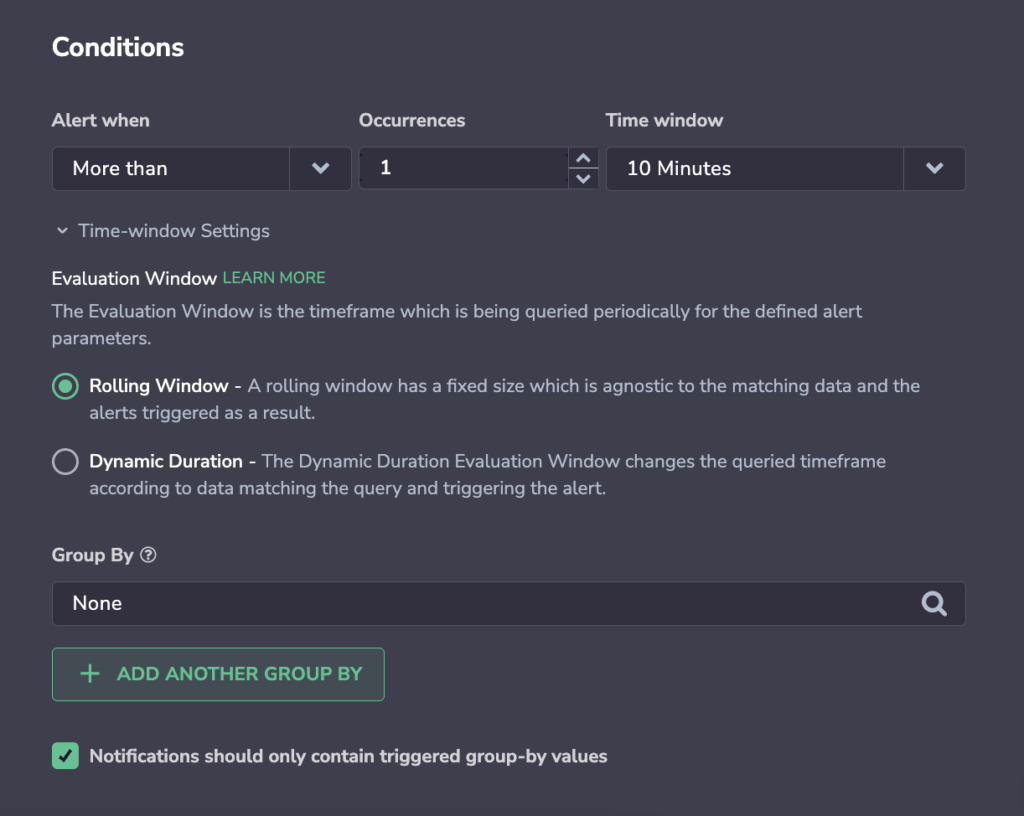 Conditions
Alert when Occurrences Time window
More than 1 10 Minutes
Time-window Settings
Evaluation Window LEARN MORE
The Evaluation Window is the timeframe which is being queried periodically for the defined alert
parameters.
Rolling Window - A rolling window has a fixed size which is agnostic to the matching data and the
alerts triggered as a result.
Dynamic Duration - The Dynamic Duration Evaluation Window changes the queried timeframe
according to data matching the query and triggering the alert.
Group By ?
None
+ ADD ANOTHER GROUP BY
Notifications should only contain triggered group-by values